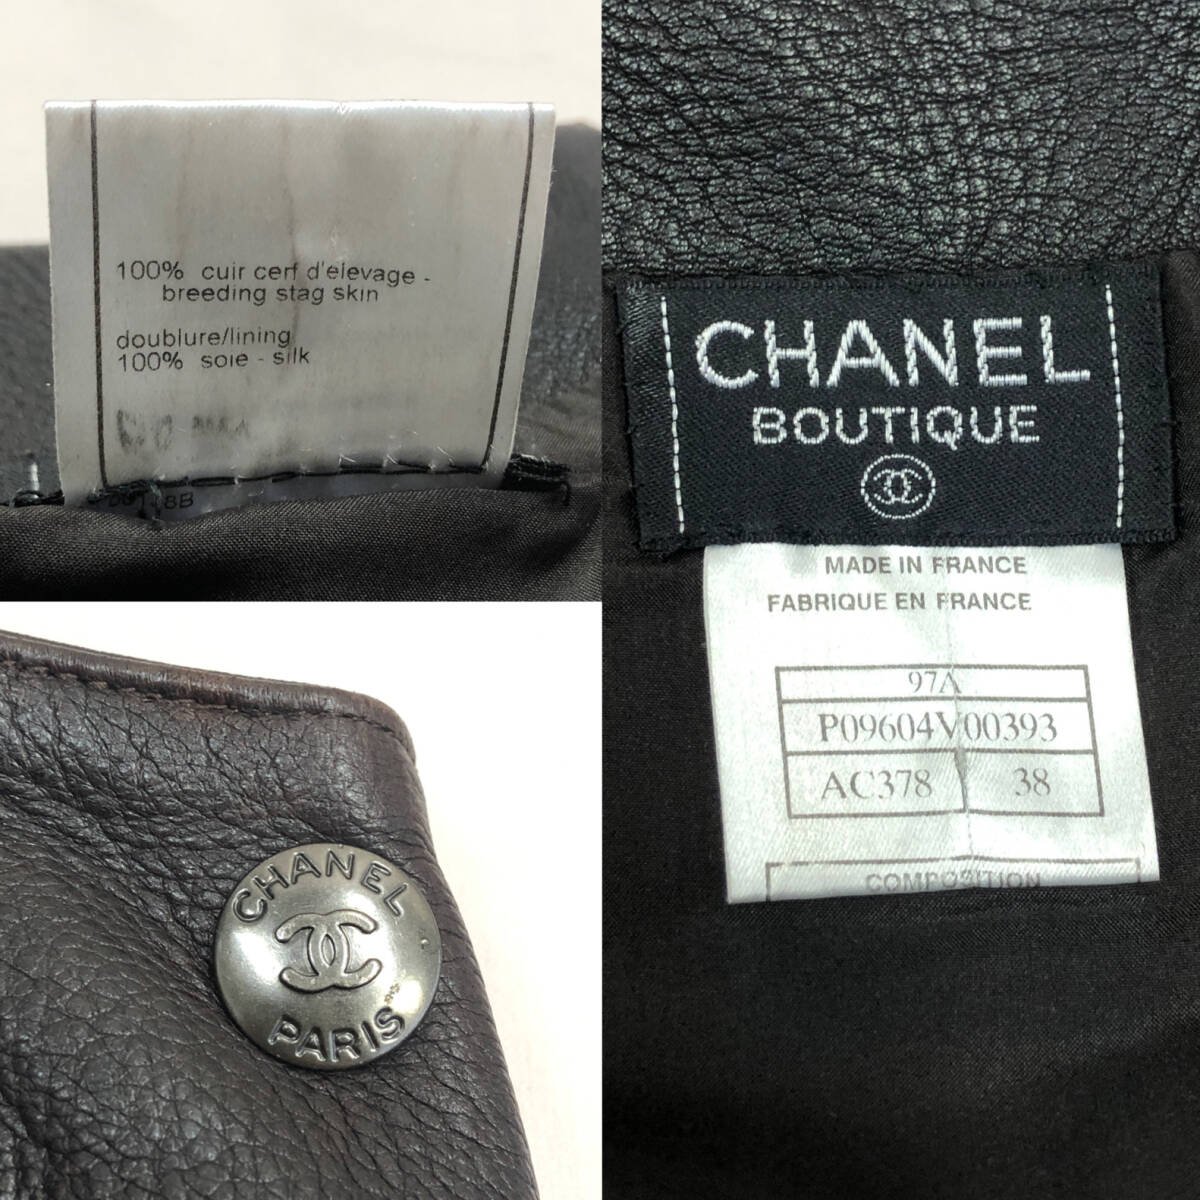 100% cuir cerf d'elevage -
breeding stag skin
doublure/lining
100% soie - silk
CHANEL
BOUTIQUE
MADE IN FRANCE
FABRIQUE EN FRANCE
97A
P09604V00393
AC378 38
COMPOSITION
CHANEL
PARIS